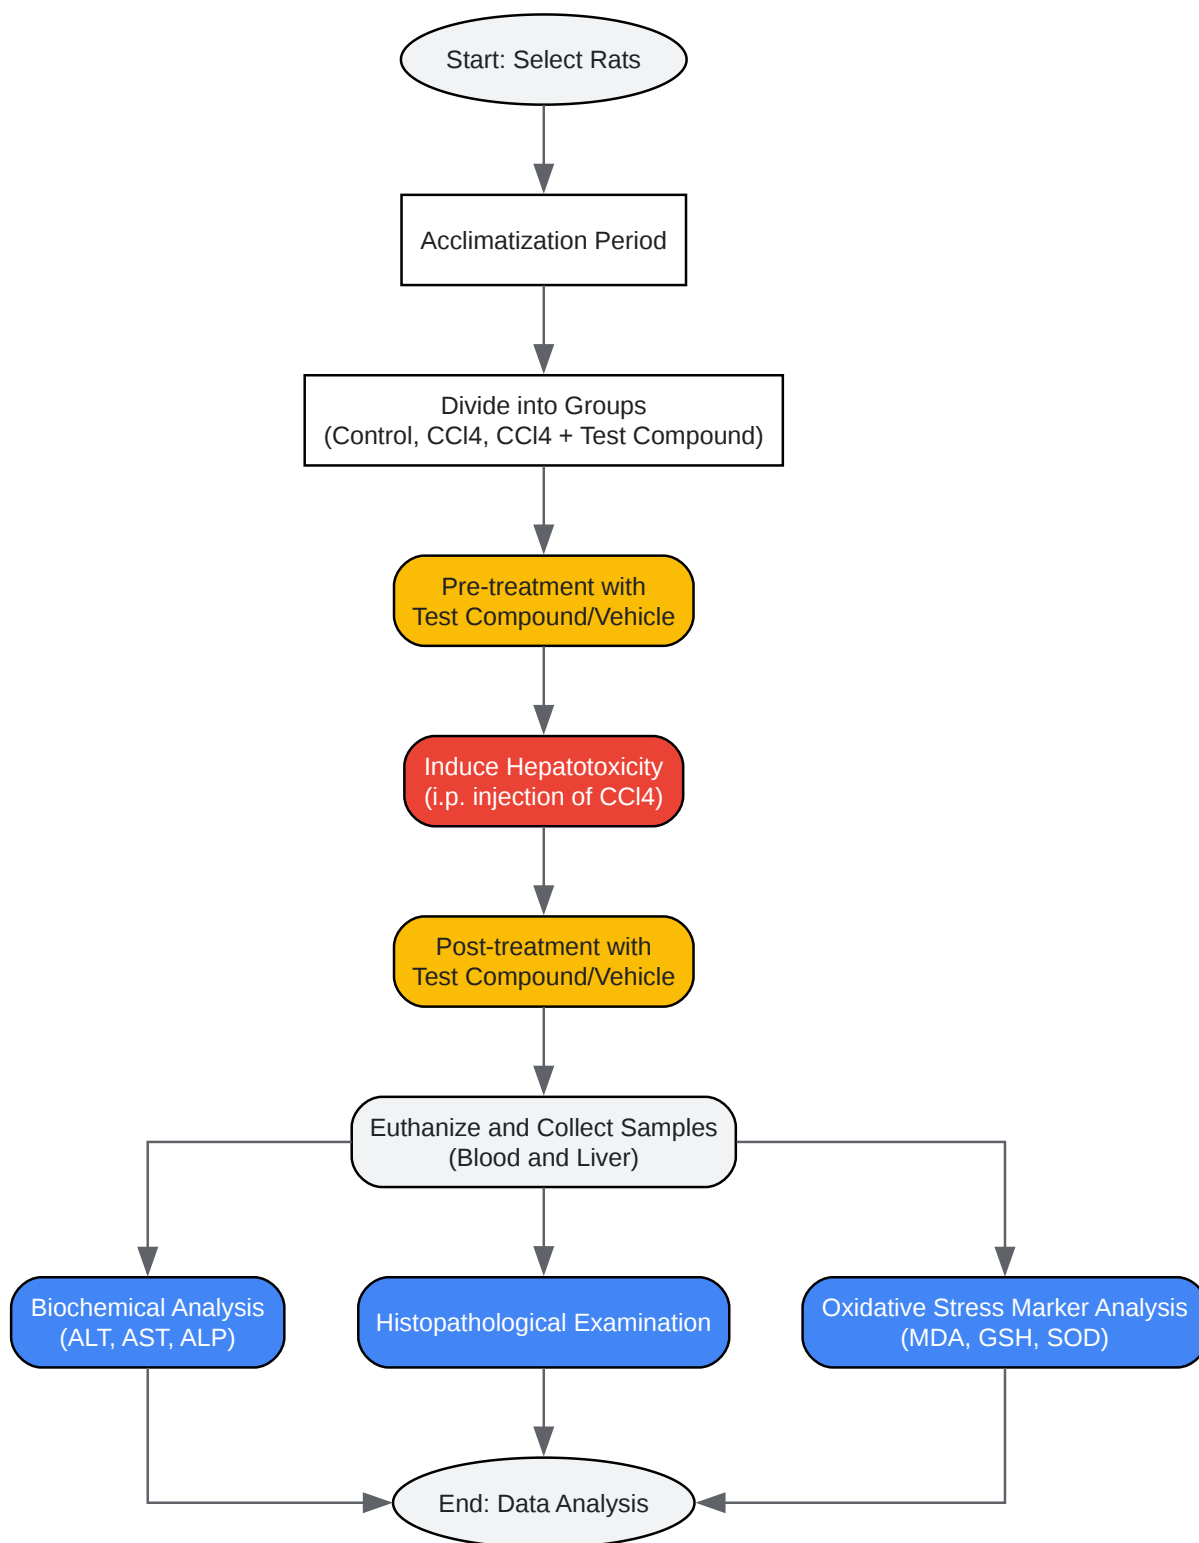 Start: Select Rats
Acclimatization Period
Divide into Groups
(Control, CCl4, CCl4 + Test Compound)
Pre-treatment with
Test Compound/Vehicle
Induce Hepatotoxicity
(i.p. injection of CCl4)
Post-treatment with
Test Compound/Vehicle
Euthanize and Collect Samples
(Blood and Liver)
Biochemical Analysis
(ALT, AST, ALP)
Histopathological Examination
Oxidative Stress Marker Analysis
(MDA, GSH, SOD)
End: Data Analysis